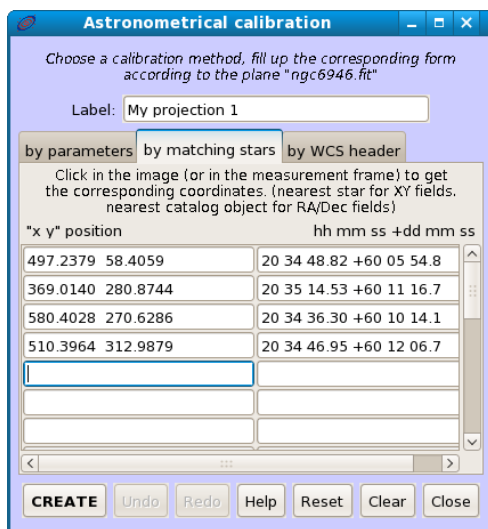 Astronometrical calibration
Choose a calibration method, fill up the corresponding form
according to the plane "ngc6946.fit"
Label: My projection 1
by parameters by matching stars by WCS header
Click in the image (or in the measurement frame) to get
the corresponding coordinates. (nearest star for XY fields.
nearest catalog object for RA/Dec fields)
"x y" position hh mm ss +dd mm ss
497.2379 58.4059 20 34 48.82 +60 05 54.8
369.0140 280.8744 20 35 14.53 +60 11 16.7
580.4028 270.6286 20 34 36.30 +60 10 14.1
510.3964 312.9879 20 34 46.95 +60 12 06.7
CREATE Undo Redo Help Reset Clear Close